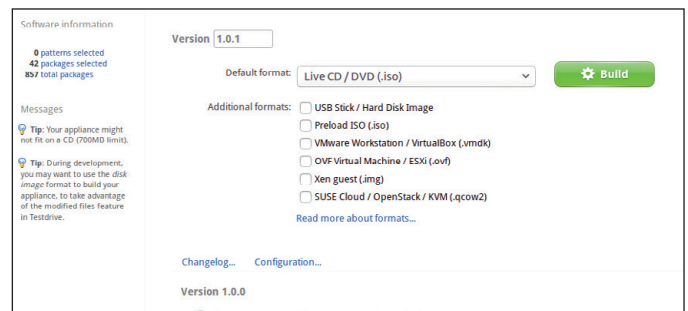 Software information
0 patterns selected
42 packages selected
857 total packages
Messages
Tip: Your appliance might
not fit on a CD (700MB limit).
Tip: During development,
you may want to use the disk
image format to build your
appliance, to take advantage
of the modified files feature
in Testdrive.
Version 1.0.1
Default format: Live CD / DVD (.iso)
Build
Additional formats: USB Stick / Hard Disk Image
Preload ISO (.iso)
VMware Workstation / VirtualBox (.vmdk)
OVF Virtual Machine / ESXi (.ovf)
Xen guest (.img)
SUSE Cloud / OpenStack / KVM (.qcow2)
Read more about formats...
Changelog... Configuration...
Version 1.0.0